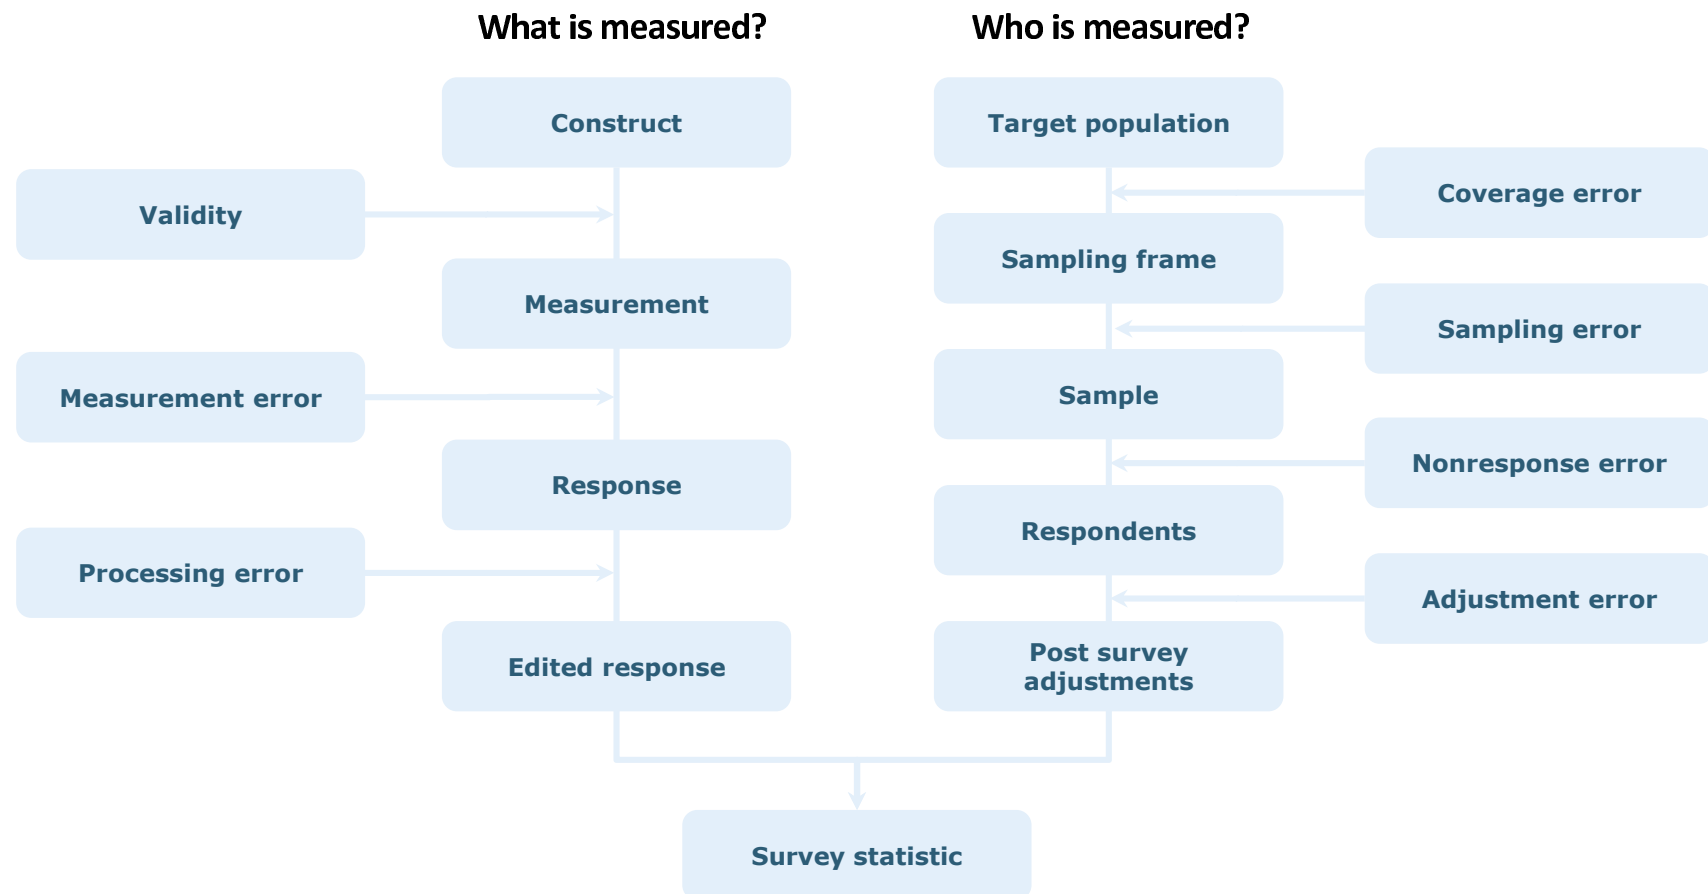 What is measured?
Who is measured?
Construct
Target population
Validity
Coverage error
Measurement
Sampling frame
Measurement error
Sampling error
Sample
Response
Nonresponse error
Respondents
Processing error
Adjustment error
Edited response
Post survey
adjustments
Survey statistic